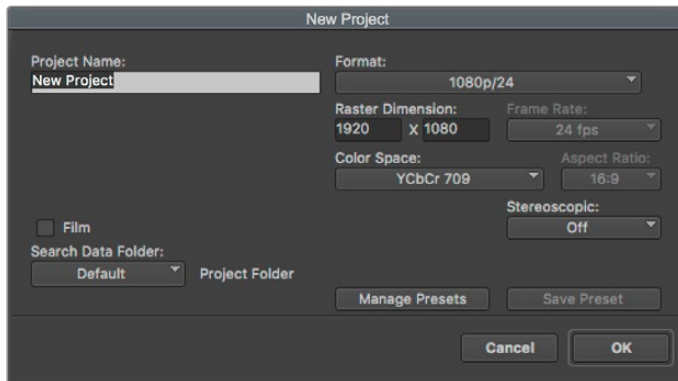 New Project
Project Name:
New Project
Format:
1080p/24
Raster Dimension:
Frame Rate:
1920 x 1080
24 fps
Color Space:
Aspect Ratio:
YCbCr 709
16:9
Stereoscopic:
Off
Film
Search Data Folder:
Default
Project Folder
Manage Presets
Save Preset
Cancel
OK